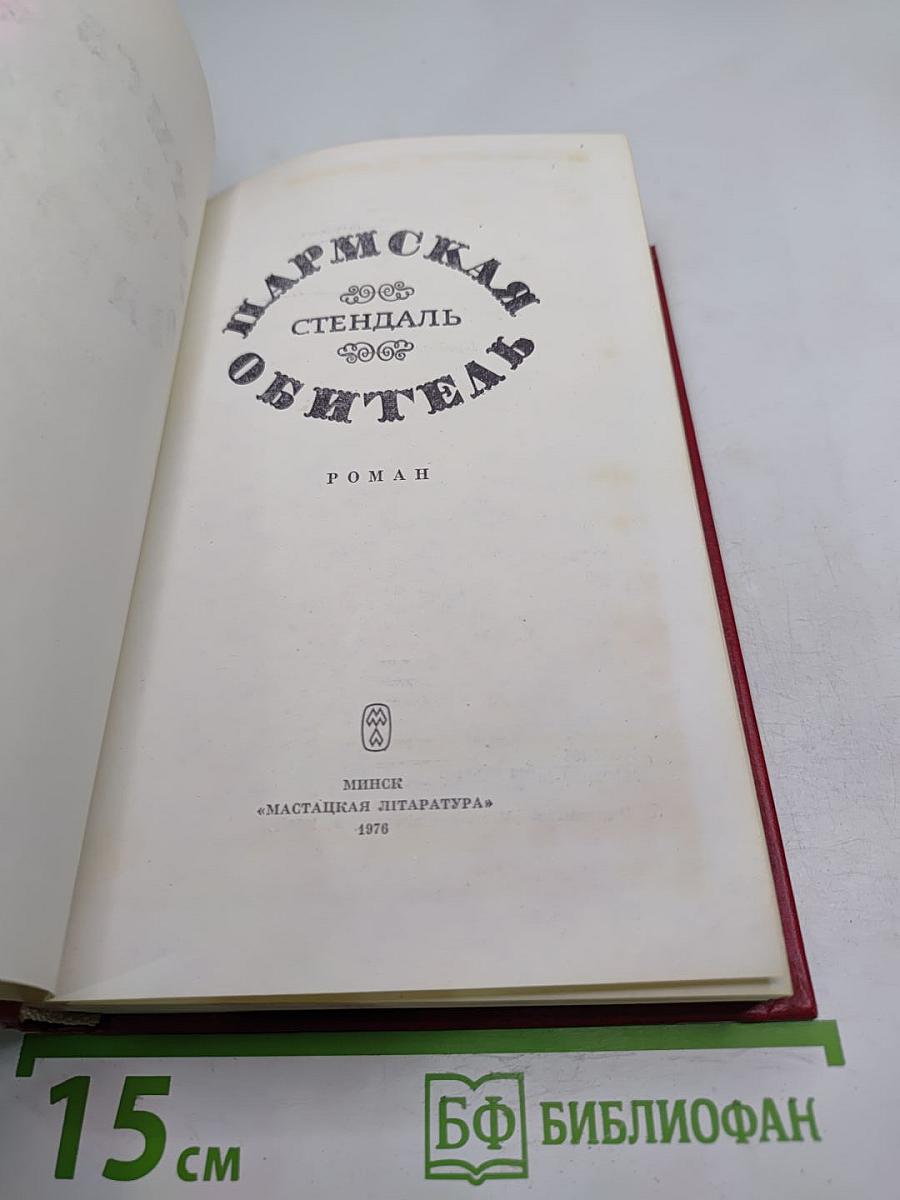 ПАРМСКАЯ
СТЕНДАЛЬ
ОБИТЕЛЬ
РОМАН
МИНСК
«МАСТАЦКАЯ ЛІТАРАТУРА»
1976
15 см
БФ БИБЛИОФАН